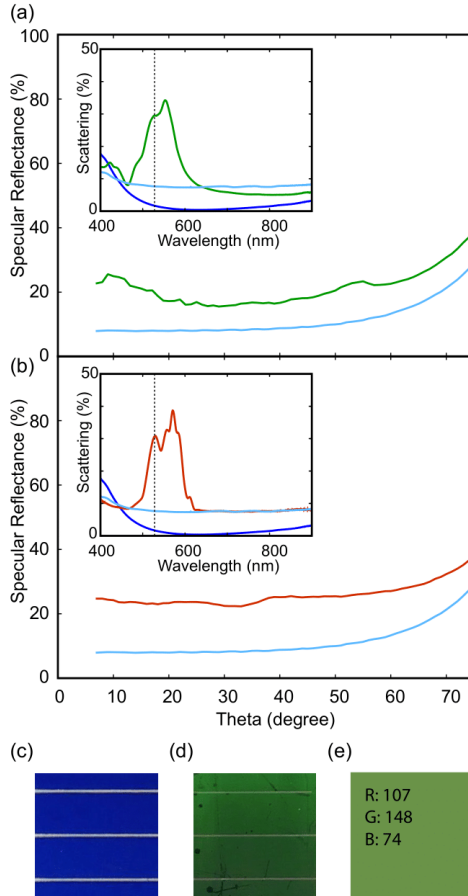 (a)
100
80
60
40
20
0
Specular Reflectance (%)
50
0
Scattering (%)
400
600
800
Wavelength (nm)
(b)
80
60
40
20
0
Specular Reflectance (%)
50
0
Scattering (%)
400
600
800
Wavelength (nm)
0
10
20
30
40
50
60
70
Theta (degree)
(c)
(d)
(e)
R: 107
G: 148
B: 74